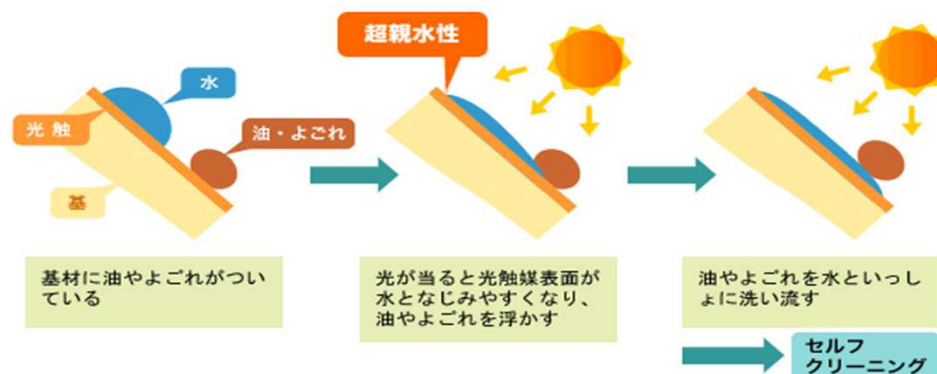 超親水性
水
光 触
油・よごれ
基
基材に油やよごれがつい
ている
光が当ると光触媒表面が
水となじみやすくなり、
油やよごれを浮かす
油やよごれを水といっし
ょに洗い流す
セルフ
クリーニング